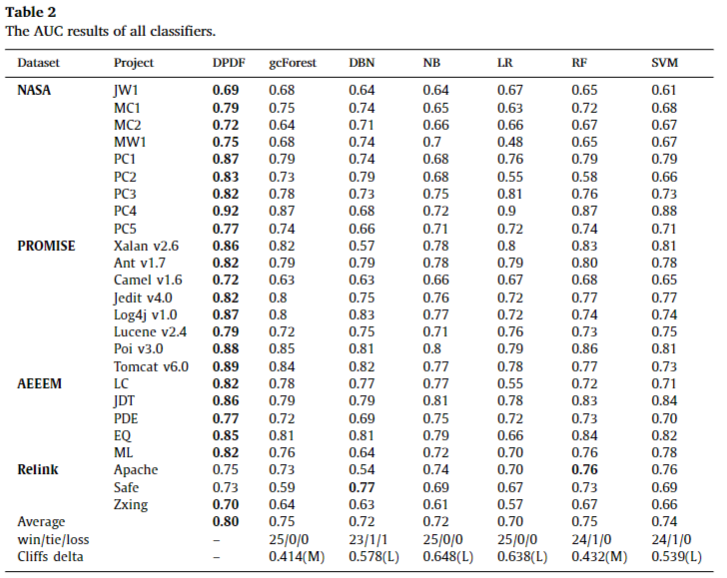 Table 2
The AUC results of all classifiers.
Dataset Project DPDF gcForest DBN NB LR RF SVM
NASA JW1 0.69 0.68 0.64 0.64 0.67 0.65 0.61
MC1 0.79 0.75 0.74 0.65 0.63 0.72 0.68
MC2 0.72 0.64 0.71 0.66 0.66 0.67 0.67
MW1 0.75 0.68 0.74 0.7 0.48 0.65 0.67
PC1 0.87 0.79 0.74 0.68 0.76 0.79 0.79
PC2 0.83 0.73 0.79 0.68 0.55 0.58 0.66
PC3 0.82 0.78 0.73 0.75 0.81 0.76 0.73
PC4 0.92 0.87 0.68 0.72 0.9 0.87 0.88
PC5 0.77 0.74 0.66 0.71 0.72 0.74 0.71
PROMISE Xalan v2.6 0.86 0.82 0.57 0.78 0.8 0.83 0.81
Ant v1.7 0.82 0.79 0.79 0.78 0.79 0.80 0.78
Camel v1.6 0.72 0.63 0.63 0.66 0.67 0.68 0.65
Jedit v4.0 0.82 0.8 0.75 0.76 0.72 0.77 0.77
Log4j v1.0 0.87 0.8 0.83 0.77 0.72 0.74 0.74
Lucene v2.4 0.79 0.72 0.75 0.71 0.76 0.73 0.75
Poi v3.0 0.88 0.85 0.81 0.8 0.79 0.86 0.81
Tomcat v6.0 0.89 0.84 0.82 0.77 0.78 0.77 0.73
AEEEM LC 0.82 0.78 0.77 0.77 0.55 0.72 0.71
JDT 0.86 0.79 0.79 0.81 0.78 0.83 0.84
PDE 0.77 0.72 0.69 0.75 0.72 0.73 0.70
EQ 0.85 0.81 0.81 0.79 0.66 0.84 0.82
ML 0.82 0.76 0.64 0.72 0.70 0.76 0.78
Relink Apache 0.75 0.73 0.54 0.74 0.70 0.76 0.76
Safe 0.73 0.59 0.77 0.69 0.67 0.73 0.69
Zxing 0.70 0.64 0.63 0.61 0.57 0.67 0.66
Average 0.80 0.75 0.72 0.72 0.70 0.75 0.74
win/tie/loss – 25/0/0 23/1/1 25/0/0 25/0/0 24/1/0 24/1/0
Cliffs delta – 0.414(M) 0.578(L) 0.648(L) 0.638(L) 0.432(M) 0.539(L)